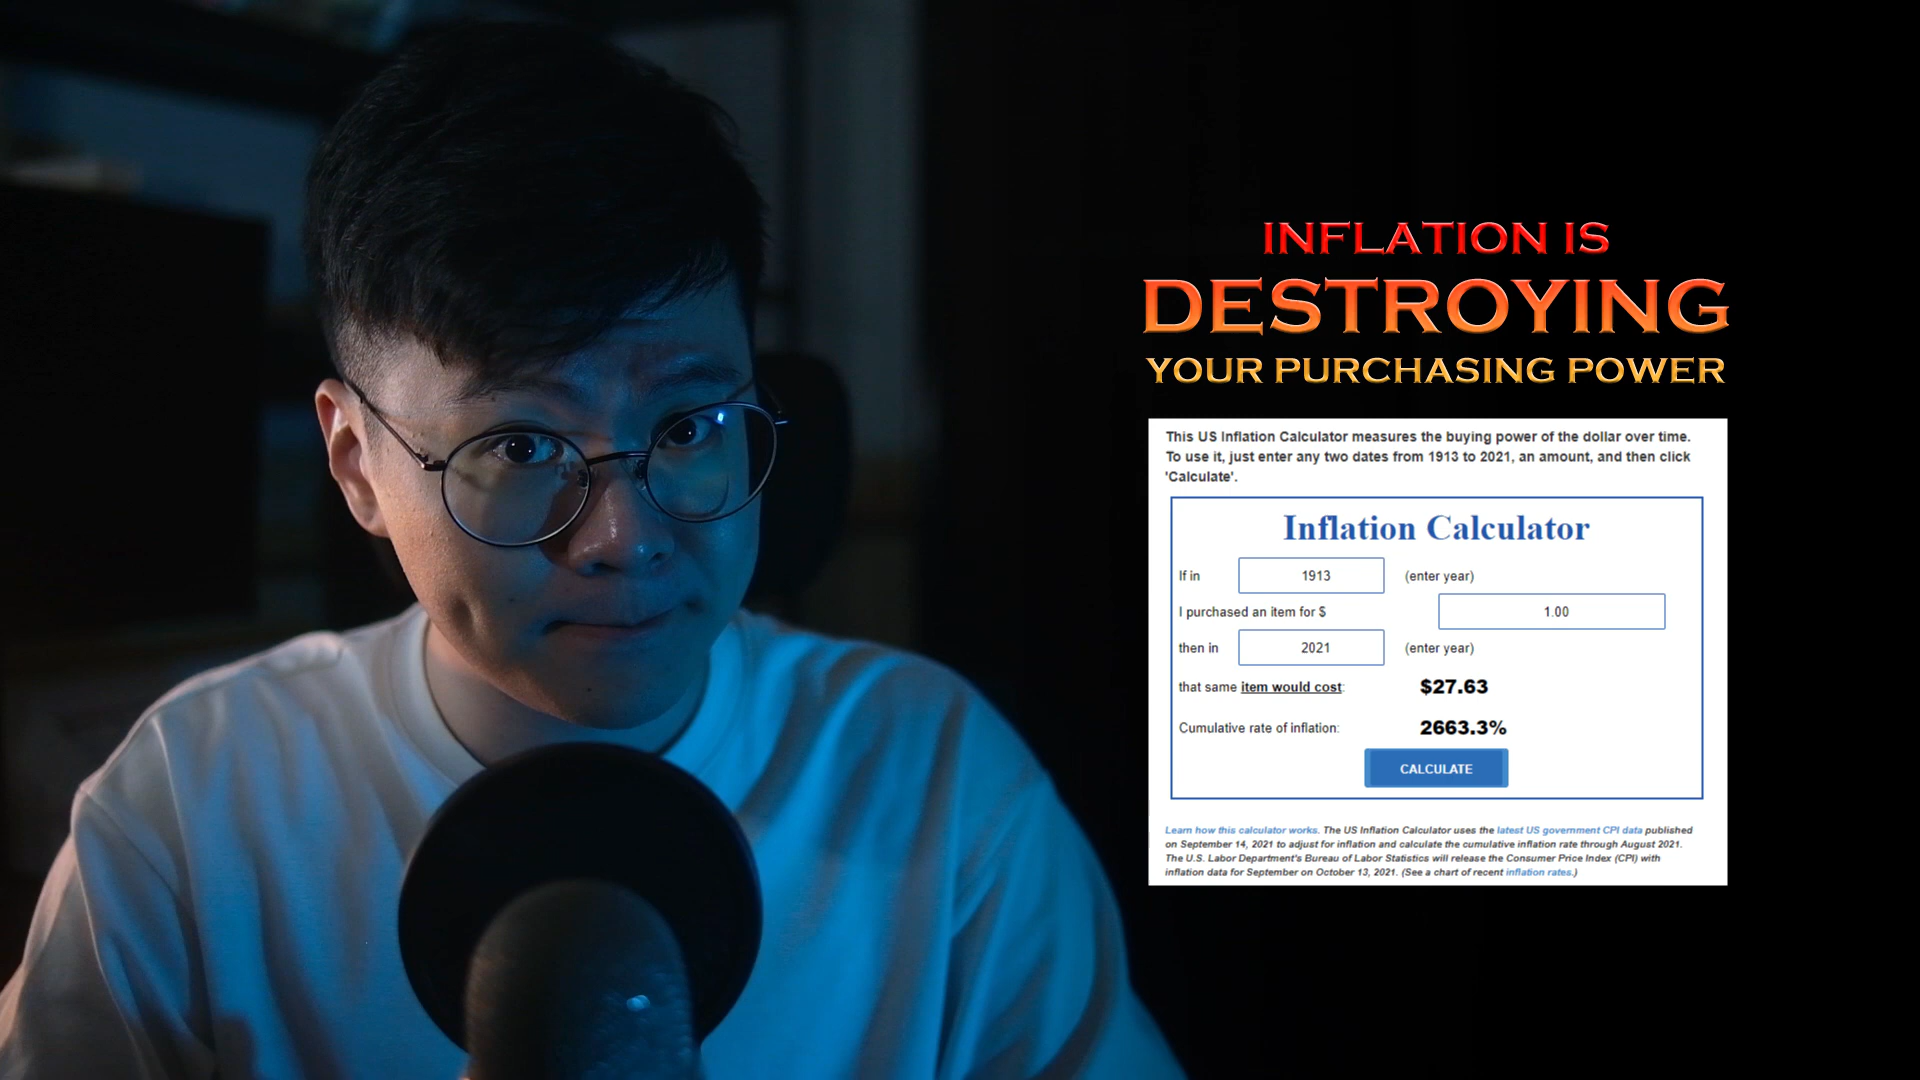 INFLATION IS
DESTROYING
YOUR PURCHASING POWER
This US Inflation Calculator measures the buying power of the dollar over time.
To use it, just enter any two dates from 1913 to 2021, an amount, and then click
'Calculate'.
Inflation Calculator
If in 1913 (enter year)
I purchased an item for $ 1.00
then in 2021 (enter year)
that same item would cost: $27.63
Cumulative rate of inflation: 2663.3%
CALCULATE
Learn how this calculator works. The US Inflation Calculator uses the latest US government CPI data published
on September 14, 2021 to adjust for inflation and calculate the cumulative inflation rate through August 2021.
The U.S. Labor Department's Bureau of Labor Statistics will release the Consumer Price Index (CPI) with
inflation data for September on October 13, 2021. (See a chart of recent inflation rates.)